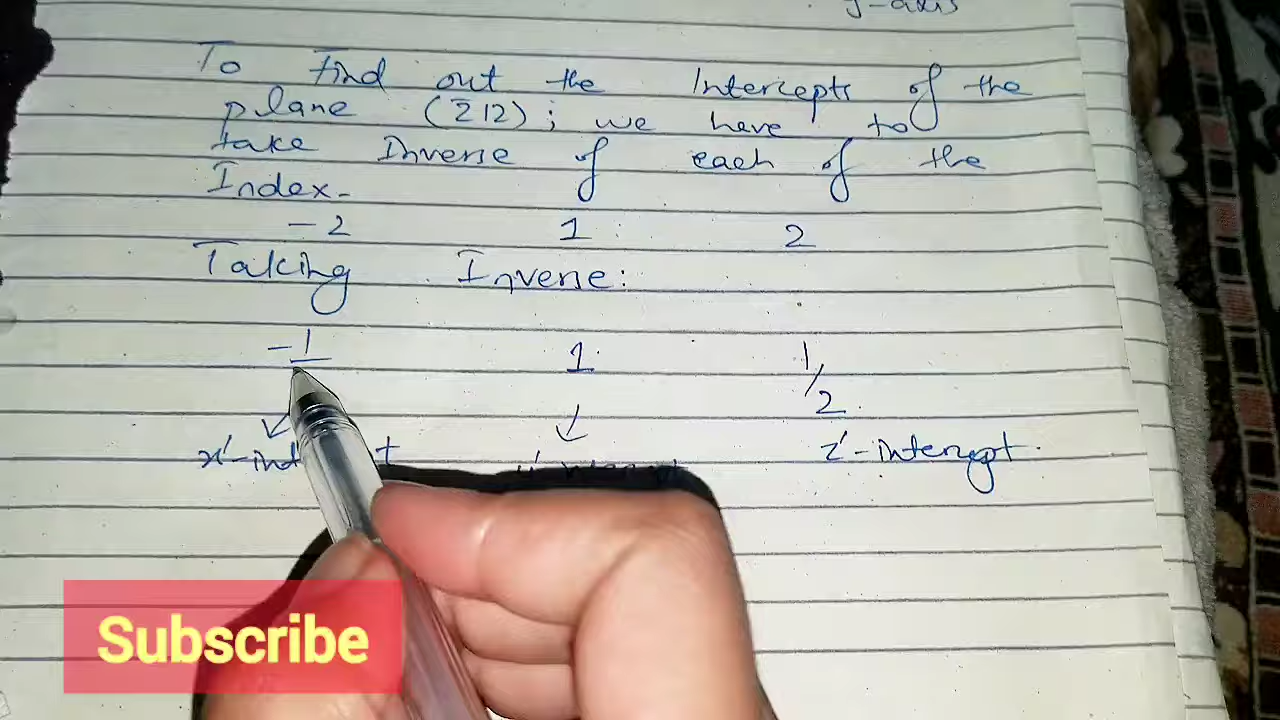 y-axis
To Find out the Intercepts of the
plane (2̅12); we have to
take Inverse of each of the
Index-
-2 1 2
Taking Inverse:
-1 1 1/2
z'-intercept.
Subscribe